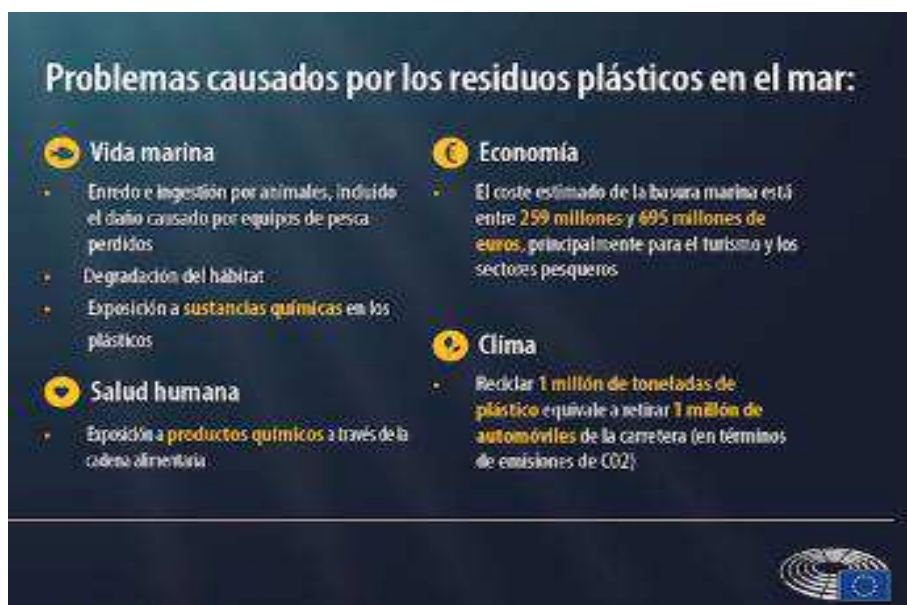 Problemas causados por los residuos plásticos en el mar:
Vida marina
• Enredo e ingestión por animales, incluido
el daño causado por equipos de pesca
perdidos
• Degradación del hábitat
• Exposición a sustancias químicas en los
plásticos
Salud humana
• Exposición a productos químicos a través de la
cadena alimentaria
€ Economía
• El coste estimado de la basura marina está
entre 259 millones y 695 millones de
euros, principalmente para el turismo y los
sectores pesqueros
Clima
• Reciclar 1 millón de toneladas de
plástico equivale a retirar 1 millón de
automóviles de la carretera (en términos
de emisiones de CO2)